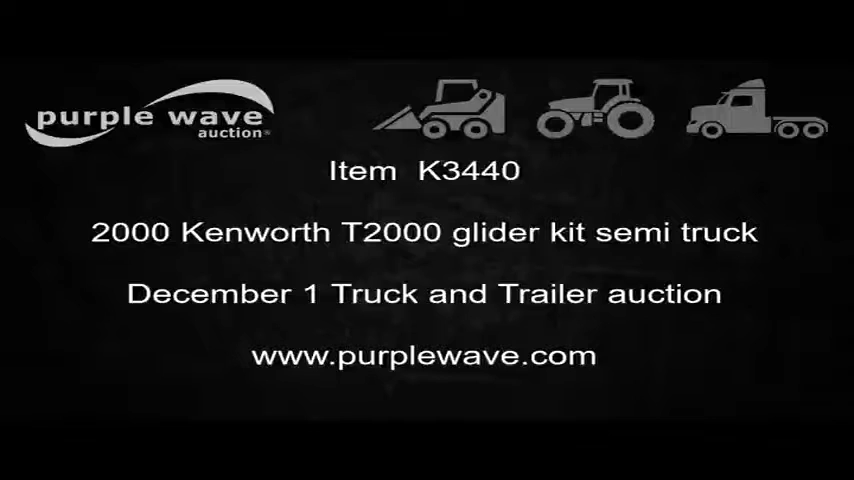 purple wave
auction®
Item K3440
2000 Kenworth T2000 glider kit semi truck
December 1 Truck and Trailer auction
www.purplewave.com